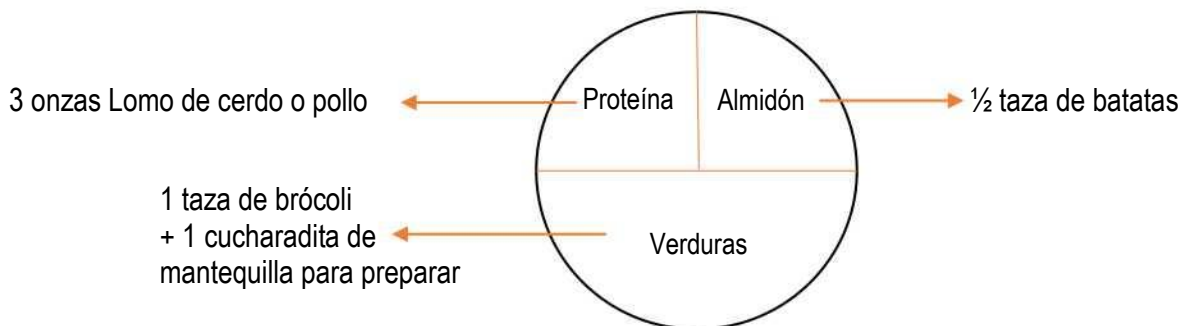 3 onzas Lomo de cerdo o pollo
Proteína
Almidón
½ taza de batatas
1 taza de brócoli
+ 1 cucharadita de
mantequilla para preparar
Verduras